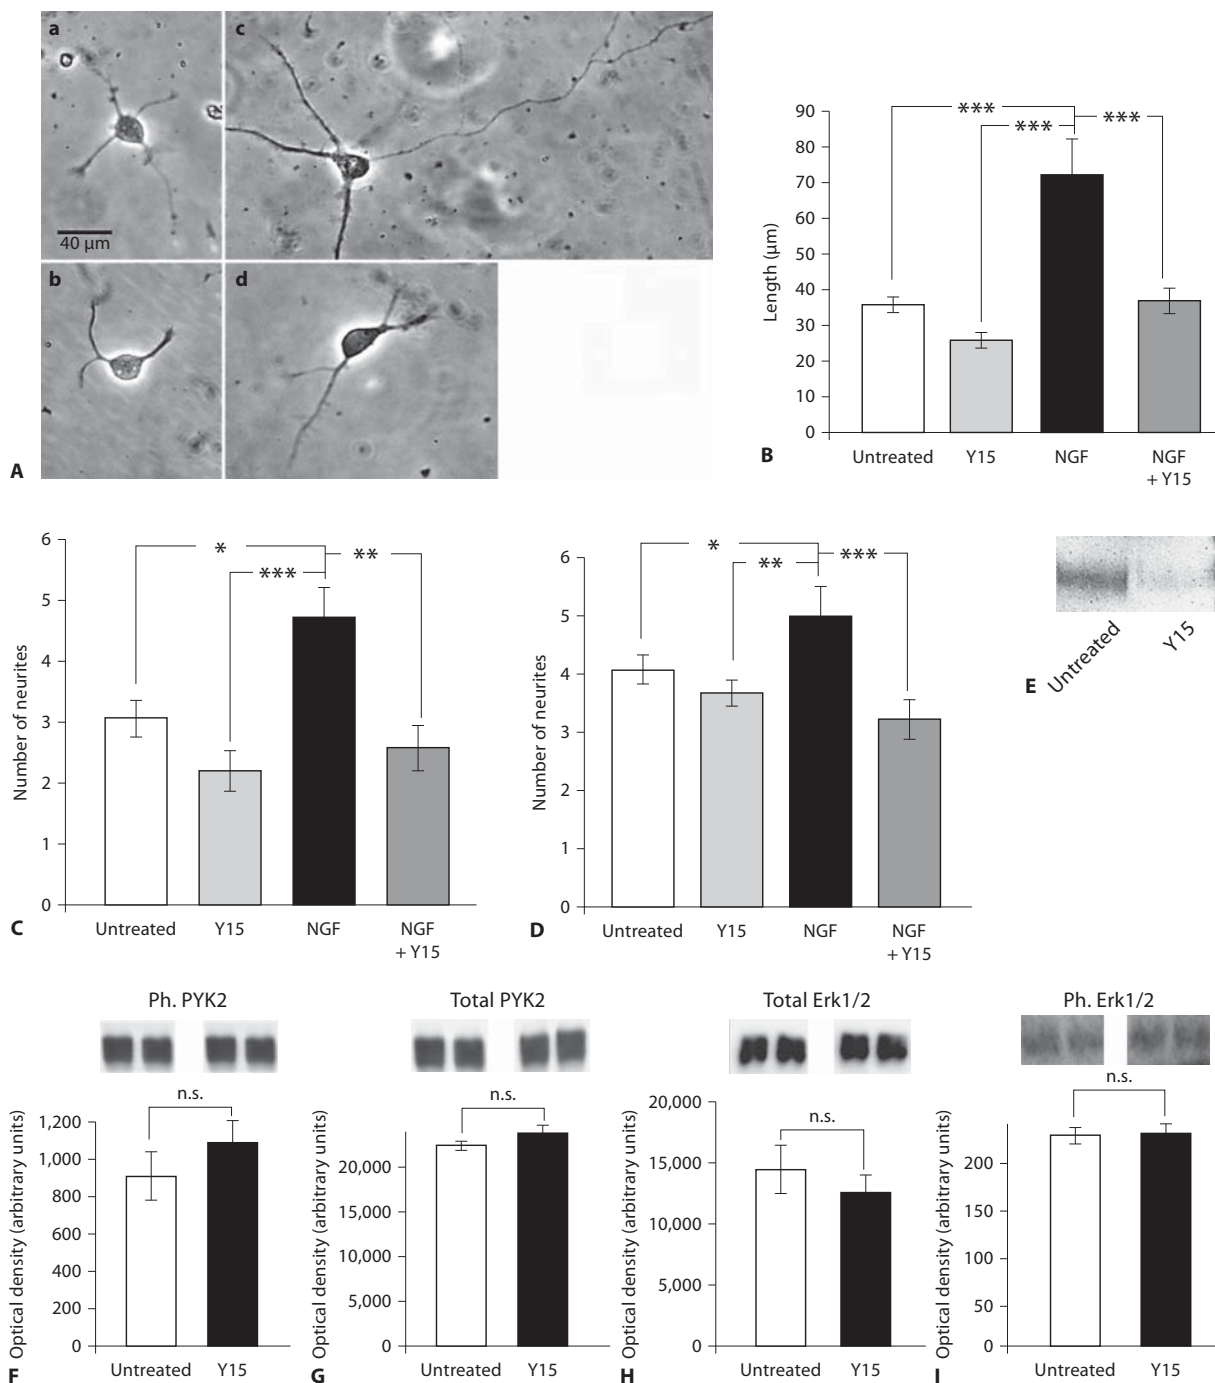 a
c
40 µm
b
d
A
Length (µm)
90
80
70
60
50
40
30
20
10
0
***
***
***
Untreated
Y15
NGF
NGF
+ Y15
B
Number of neurites
6
5
4
3
2
1
0
*
**
***
Untreated
Y15
NGF
NGF
+ Y15
C
Number of neurites
6
5
4
3
2
1
0
*
***
**
Untreated
Y15
NGF
NGF
+ Y15
D
Untreated
Y15
E
Ph. PYK2
n.s.
Optical density (arbitrary units)
1,200
1,000
800
600
400
200
0
Untreated
Y15
F
Total PYK2
n.s.
Optical density (arbitrary units)
20,000
15,000
10,000
5,000
0
Untreated
Y15
G
Total Erk1/2
n.s.
Optical density (arbitrary units)
20,000
15,000
10,000
5,000
0
Untreated
Y15
H
Ph. Erk1/2
n.s.
Optical density (arbitrary units)
200
150
100
50
0
Untreated
Y15
I